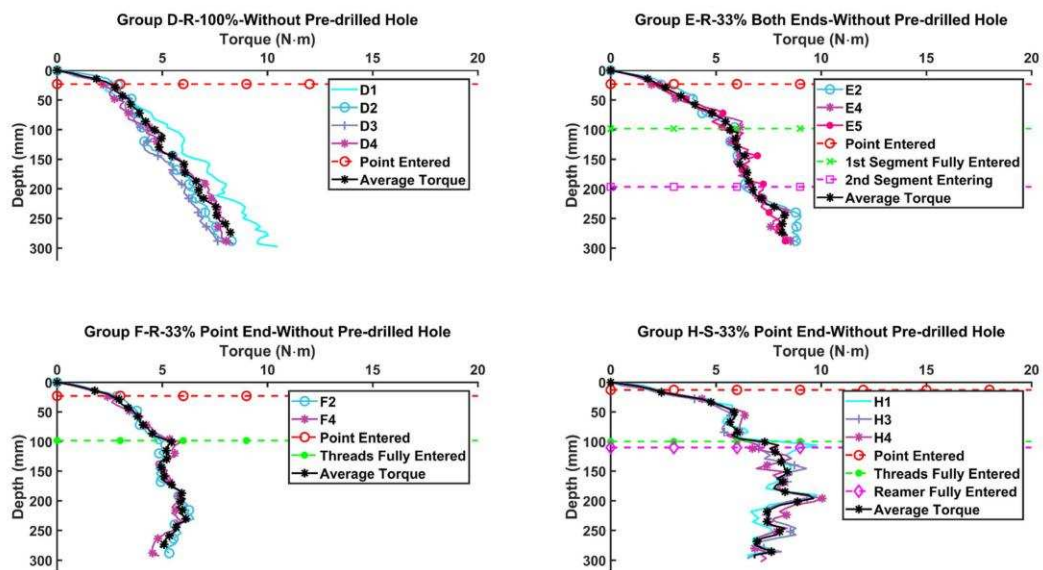 Group D-R-100%-Without Pre-drilled Hole
Torque (N·m)
0 5 10 15 20
0
50
100
150
200
250
300
Depth (mm)
D1
D2
D3
D4
Point Entered
Average Torque
Group E-R-33% Both Ends-Without Pre-drilled Hole
Torque (N·m)
0 5 10 15 20
0
50
100
150
200
250
300
Depth (mm)
E2
E4
E5
Point Entered
1st Segment Fully Entered
2nd Segment Entering
Average Torque
Group F-R-33% Point End-Without Pre-drilled Hole
Torque (N·m)
0 5 10 15 20
0
50
100
150
200
250
300
Depth (mm)
F2
F4
Point Entered
Threads Fully Entered
Average Torque
Group H-S-33% Point End-Without Pre-drilled Hole
Torque (N·m)
0 5 10 15 20
0
50
100
150
200
250
300
Depth (mm)
H1
H3
H4
Point Entered
Threads Fully Entered
Reamer Fully Entered
Average Torque